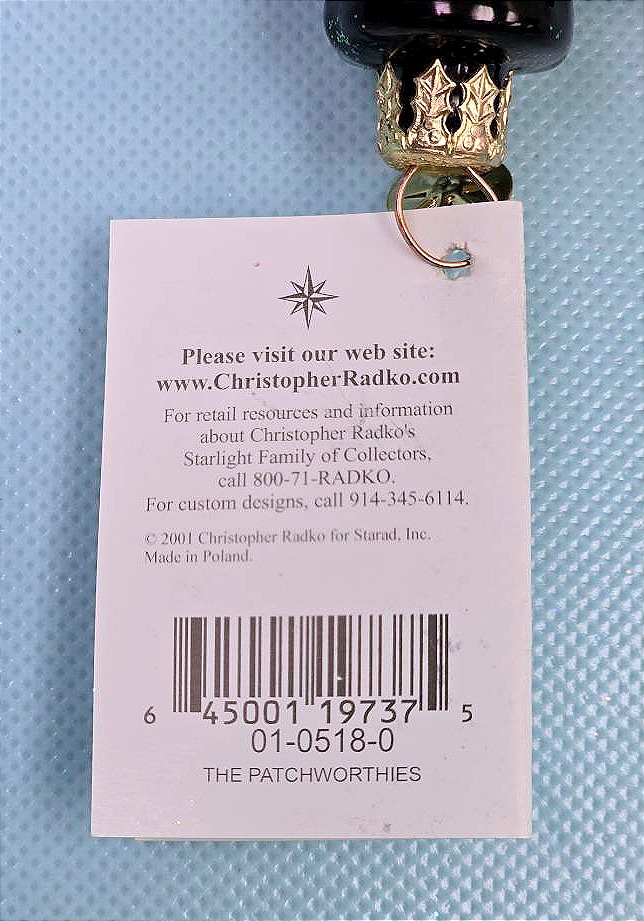 Please visit our web site:
www.ChristopherRadko.com
For retail resources and information
about Christopher Radko's
Starlight Family of Collectors,
call 800-71-RADKO.
For custom designs, call 914-345-6114.
© 2001 Christopher Radko for Starad, Inc.
Made in Poland.
6 45001 19737 5
01-0518-0
THE PATCHWORTHIES